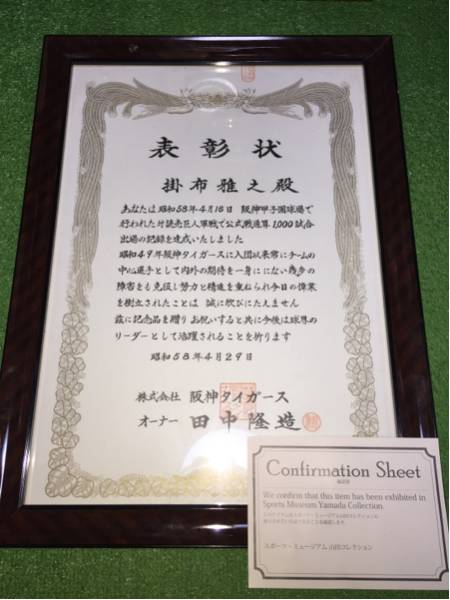 表彰状
掛布雅之殿
あなたは昭和58年4月16日 阪神甲子園球場で
行われた対読売巨人軍戦で公式戦通算1,000試合
出場の記録を達成いたしました
昭和49年阪神タイガースに入団以来常にチームの
中心選手として内外の期待を一身ににない幾多の
障害をも克服し努力と精進を重ねられ今日の偉業
を樹立されたことは 誠に欣びにたえません
茲に記念品を贈り お祝いすると共に今後は球界の
リーダーとして活躍されることを祈ります
昭和58年4月29日
株式会社 阪神タイガース
オーナー 田中隆造
Confirmation Sheet
We confirm that this item has been exhibited in
Sports Museum Yamada Collection.
スポーツ・ミュージアム 山田コレクション